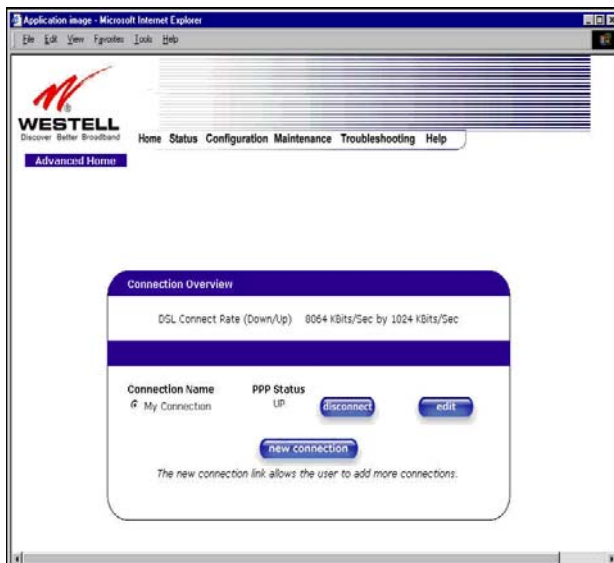 Application image - Microsoft Internet Explorer
File Edit View Favorites Tools Help
WESTELL
Discover Better Broadband
Home Status Configuration Maintenance Troubleshooting Help
Advanced Home
Connection Overview
DSL Connect Rate (Down/Up) 8064 KBits/Sec by 1024 KBits/Sec
Connection Name PPP Status
My Connection UP disconnect edit
new connection
The new connection link allows the user to add more connections.